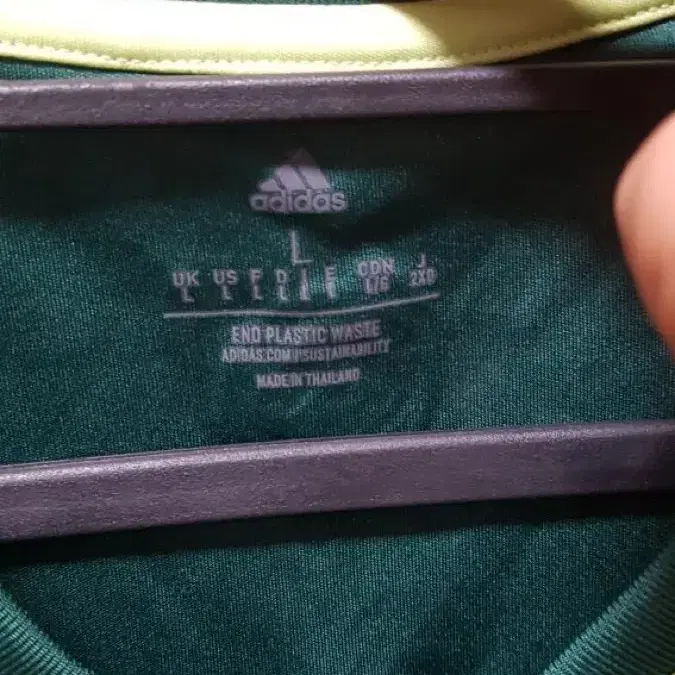 adidas
L
UK US F D I E CDN J
L L L L L L L/G 2XO
END PLASTIC WASTE
ADIDAS.COM/SUSTAINABILITY
MADE IN THAILAND